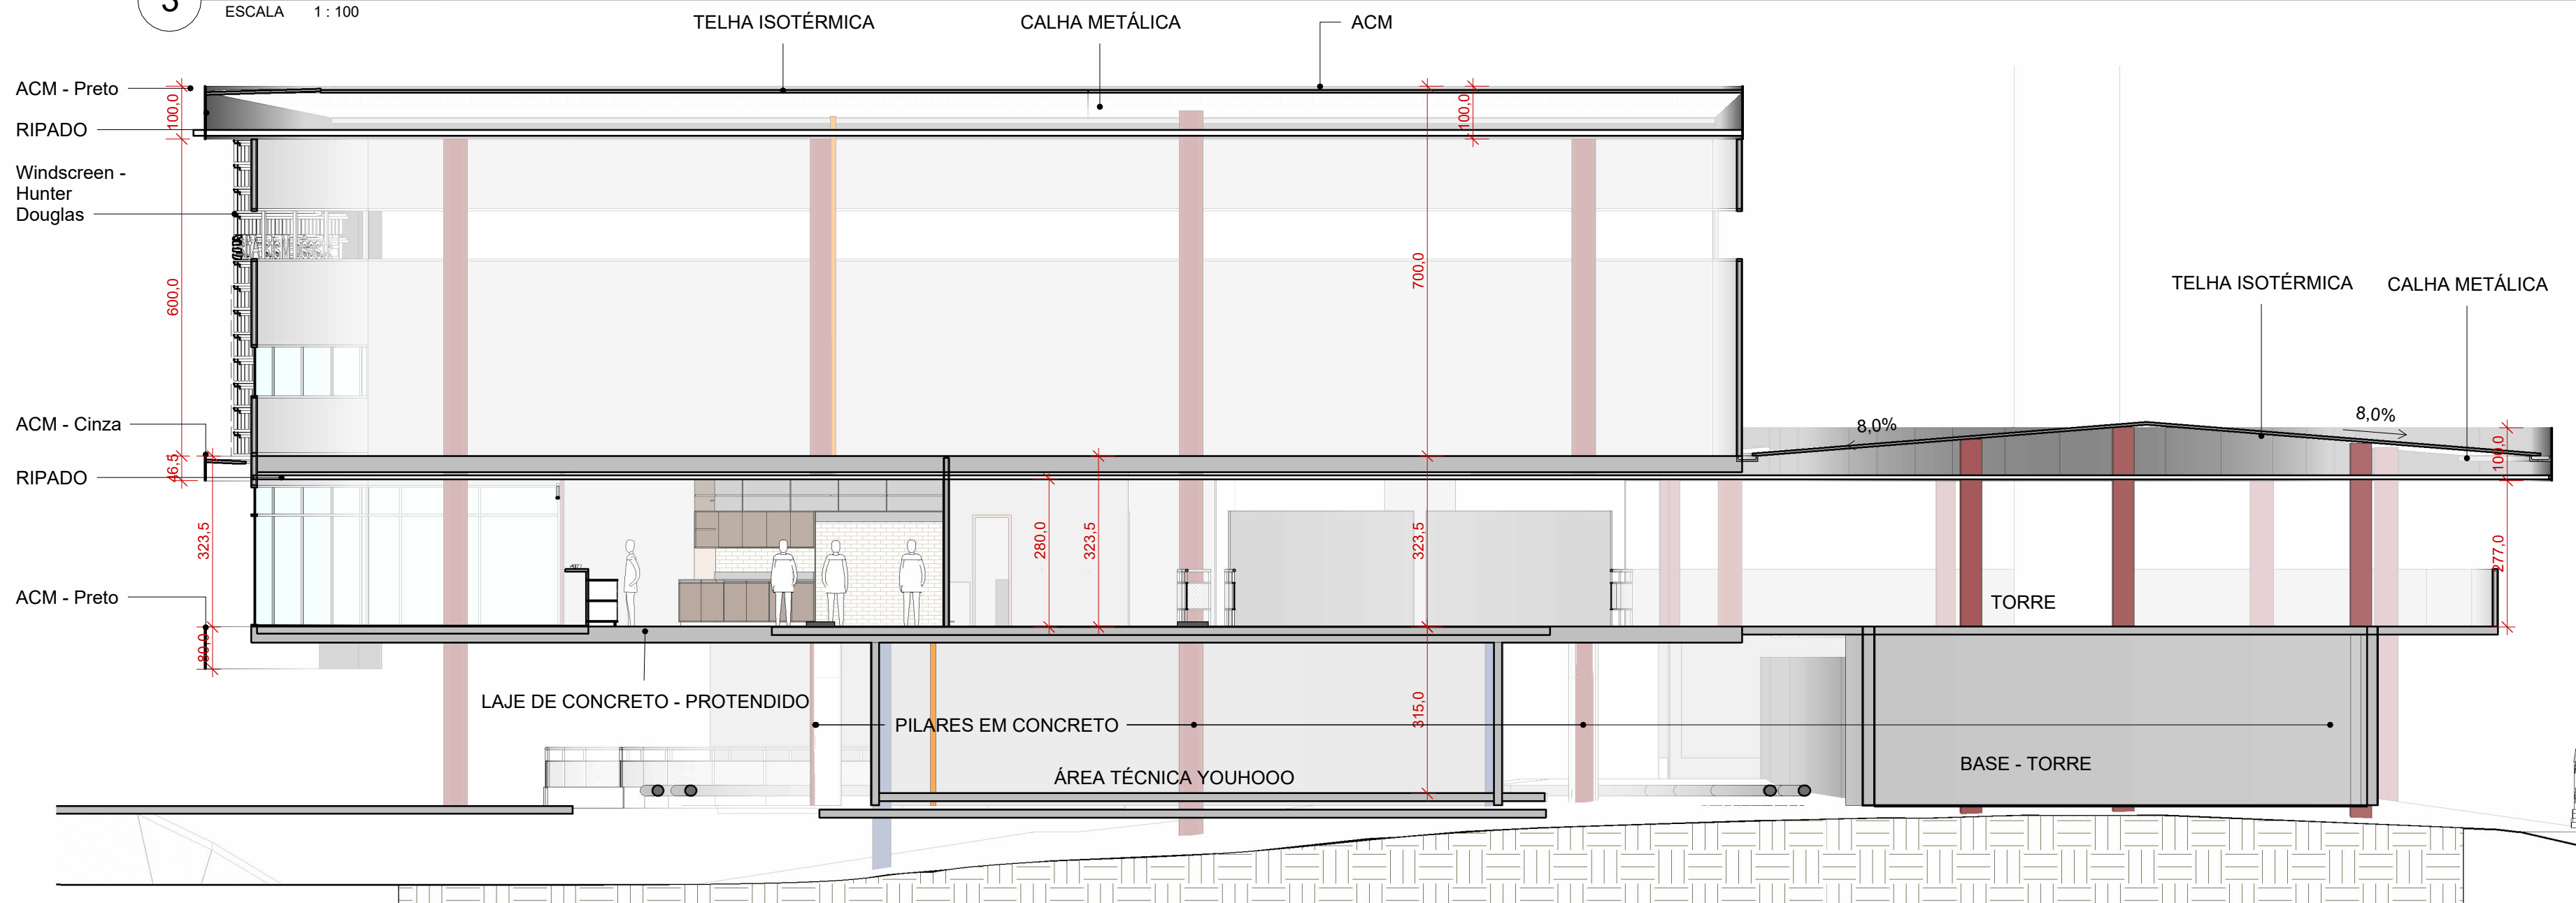 3
ESCALA 1 : 100
TELHA ISOTÉRMICA
CALHA METÁLICA
ACM
ACM - Preto
100,0
100,0
RIPADO
Windscreen -
Hunter
Douglas
600,0
700,0
TELHA ISOTÉRMICA
CALHA METÁLICA
ACM - Cinza
8,0%
8,0%
46,5
100,0
RIPADO
323,5
280,0
323,5
323,5
277,0
ACM - Preto
TORRE
80,0
LAJE DE CONCRETO - PROTENDIDO
315,0
PILARES EM CONCRETO
ÁREA TÉCNICA YOUHOOO
BASE - TORRE